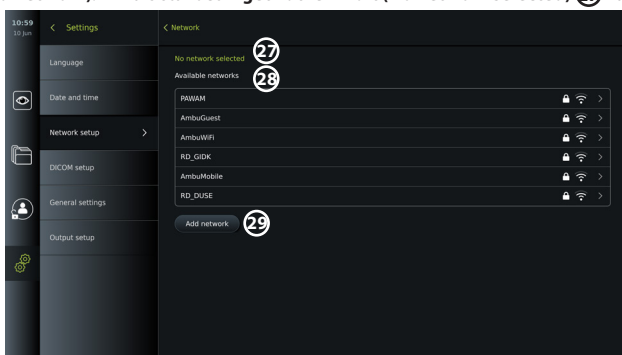 10:59
10 Jun
Settings
Language
Date and time
Network setup
DICOM setup
General settings
Output setup
Network
No network selected
27
Available networks
28
PAWAM
AmbuGuest
AmbuWiFi
RD_GIDK
AmbuMobile
RD_DUSE
Add network
29